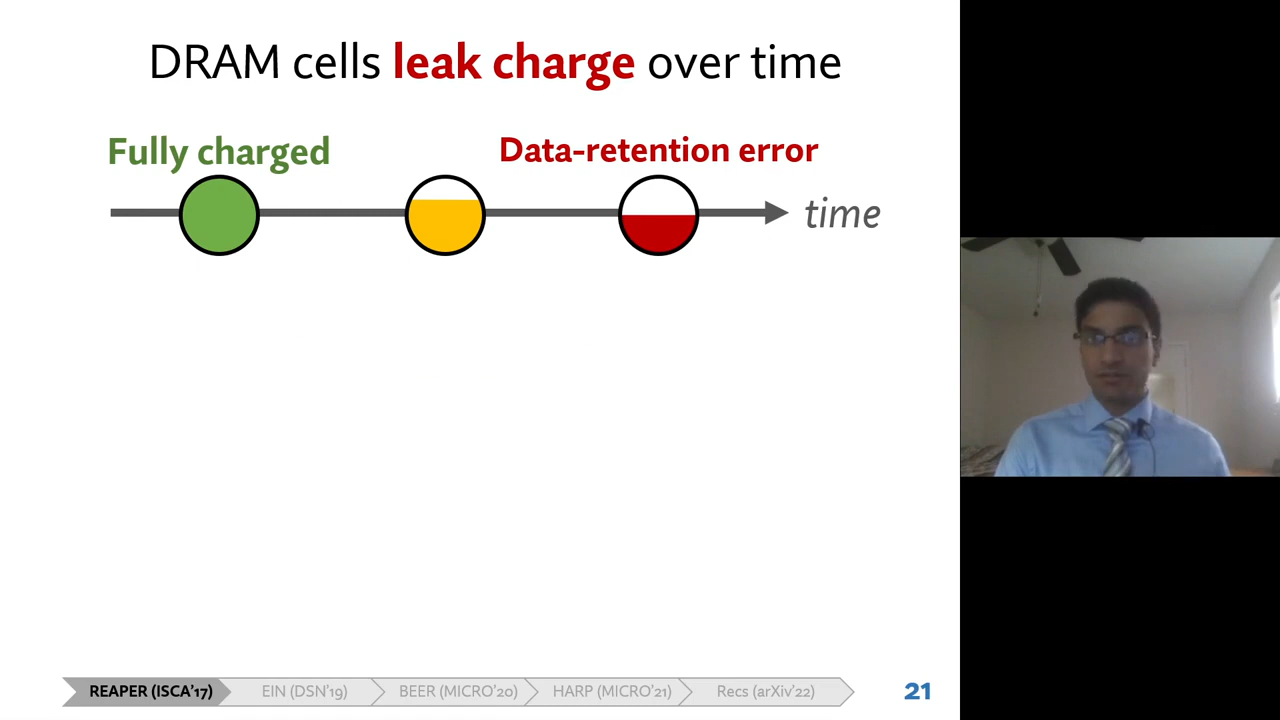 DRAM cells leak charge over time
Fully charged
Data-retention error
time
REAPER (ISCA'17)
EIN (DSN'19)
BEER (MICRO'20)
HARP (MICRO'21)
Recs (arXiv'22)
21